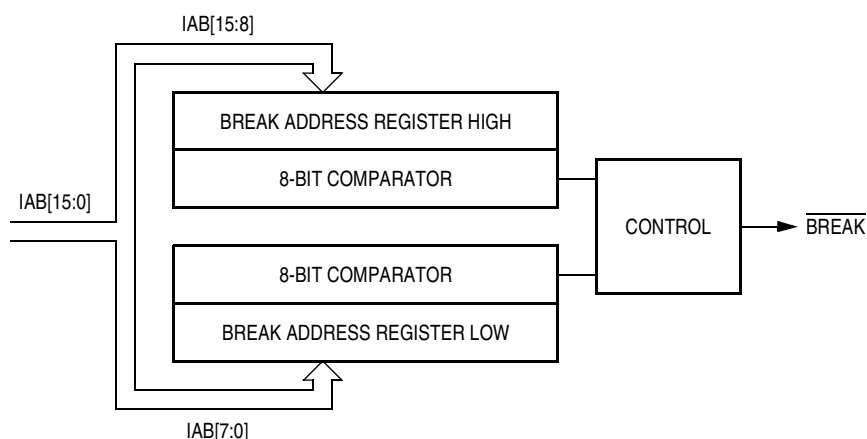 IAB[15:8]
BREAK ADDRESS REGISTER HIGH
8-BIT COMPARATOR
IAB[15:0]
CONTROL
BREAK
8-BIT COMPARATOR
BREAK ADDRESS REGISTER LOW
IAB[7:0]